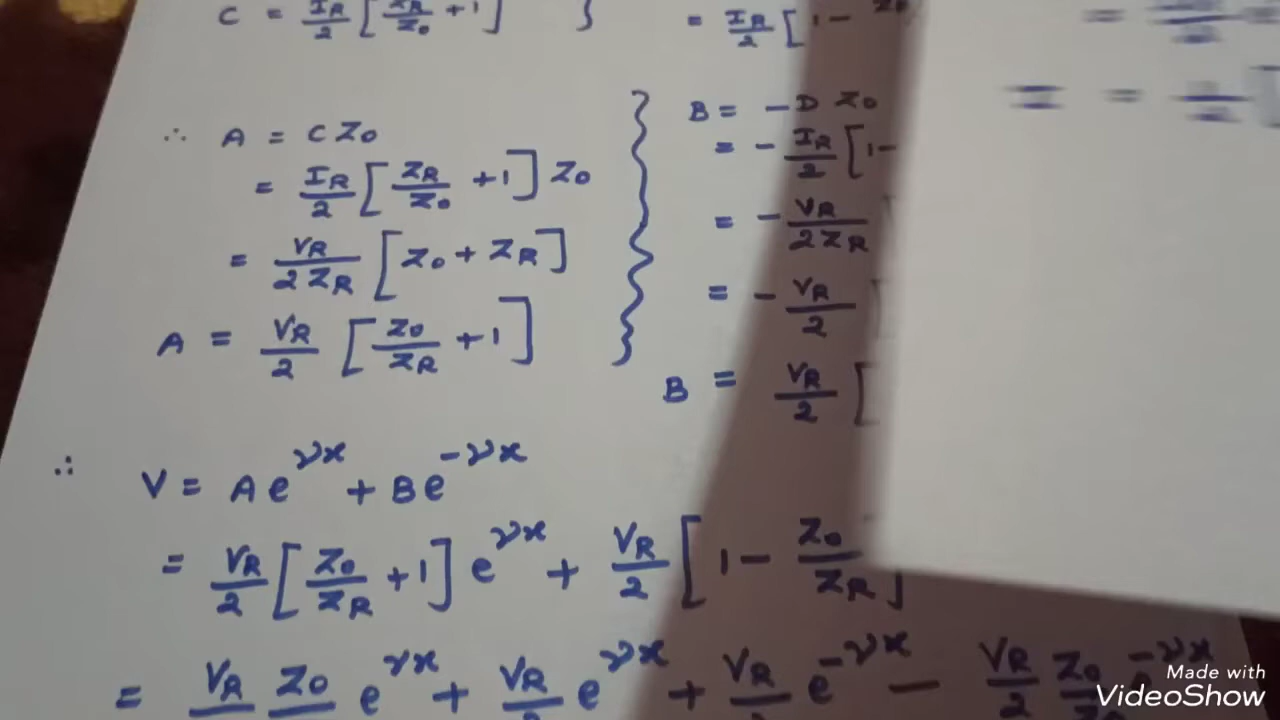 C = I_R/2 [Z_R/Z_0 + 1] }
= I_R/2 [1 -
∴ A = C Z_0
= I_R/2 [Z_R/Z_0 + 1] Z_0
= V_R/2Z_R [Z_0 + Z_R]
A = V_R/2 [Z_0/Z_R + 1]
B = -D Z_0
= - I_R/2 [1-
= - V_R/2Z_R
= - V_R/2
B = V_R/2 [
∴ V = A e^γx + B e^-γx
= V_R/2 [Z_0/Z_R + 1] e^γx + V_R/2 [1 - Z_0/Z_R]
= V_R Z_0 e^γx + V_R/2 e^γx + V_R e^-γx - V_R/2 Z_0 e^-γx
Made with
VideoShow